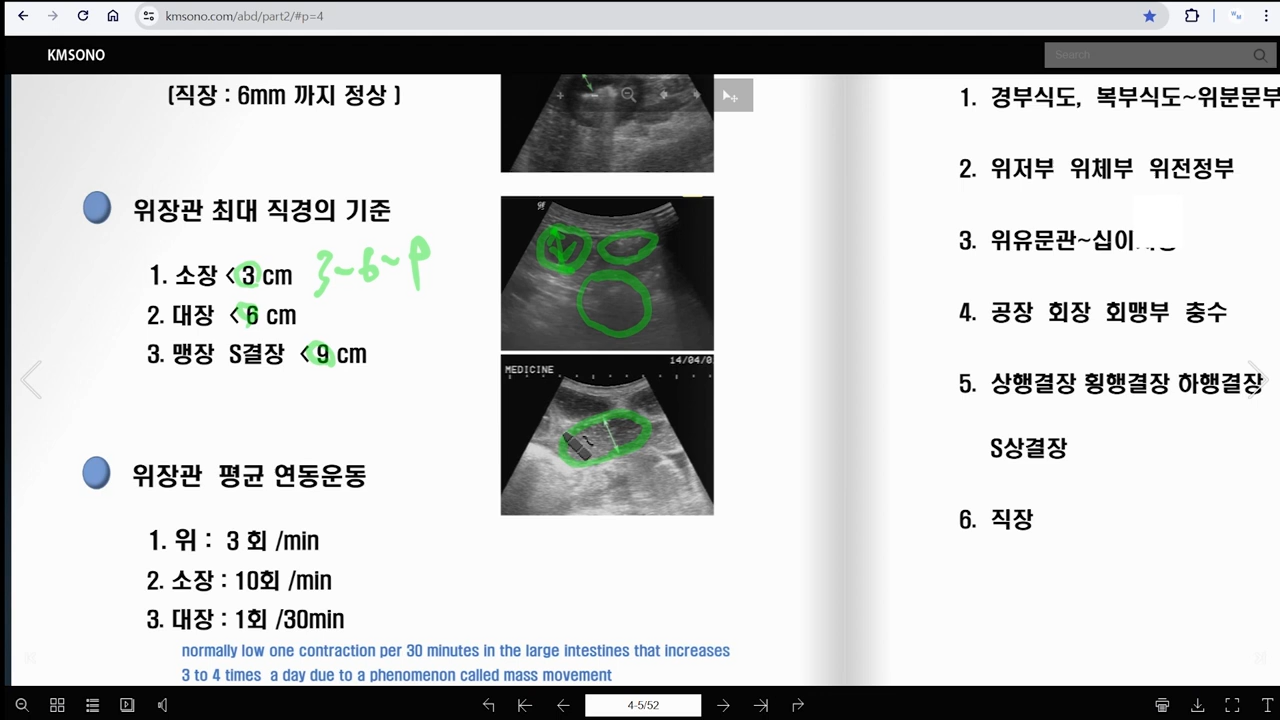 kmsono.com/abd/part2/#p=4
KMSONO
Search
(직장 : 6mm 까지 정상 )
위장관 최대 직경의 기준
1. 소장 < 3 cm
3~6~9
2. 대장 < 6 cm
3. 맹장 S결장 < 9 cm
MEDICINE
14/04/0
위장관 평균 연동운동
1. 위 : 3 회 /min
2. 소장 : 10회 /min
3. 대장 : 1회 /30min
normally low one contraction per 30 minutes in the large intestines that increases
3 to 4 times a day due to a phenomenon called mass movement
1. 경부식도, 복부식도~위분문부
2. 위저부 위체부 위전정부
3. 위유문관~십이
4. 공장 회장 회맹부 충수
5. 상행결장 횡행결장 하행결장
S상결장
6. 직장
4-5/52